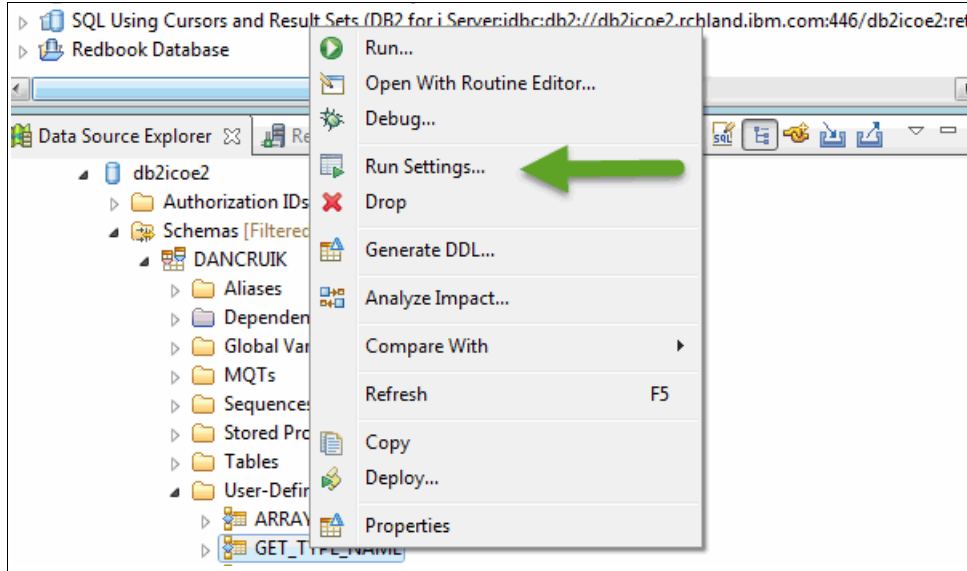 SQL Using Cursors and Result Sets (DB2 for i Server:jdbc:db2://db2icoe2.rchland.ibm.com:446/db2icoe2:ret
Redbook Database
Run...
Open With Routine Editor...
Debug...
Data Source Explorer Re
Run Settings...
db2icoe2
Authorization IDs
Drop
Schemas [Filtered
Generate DDL...
DANCRUIK
Aliases
Analyze Impact...
Dependen
Global Var
Compare With
MQTs
Refresh F5
Sequences
Stored Pro
Copy
Tables
Deploy...
User-Defin
ARRAY
Properties
GET_TYPE_NAME